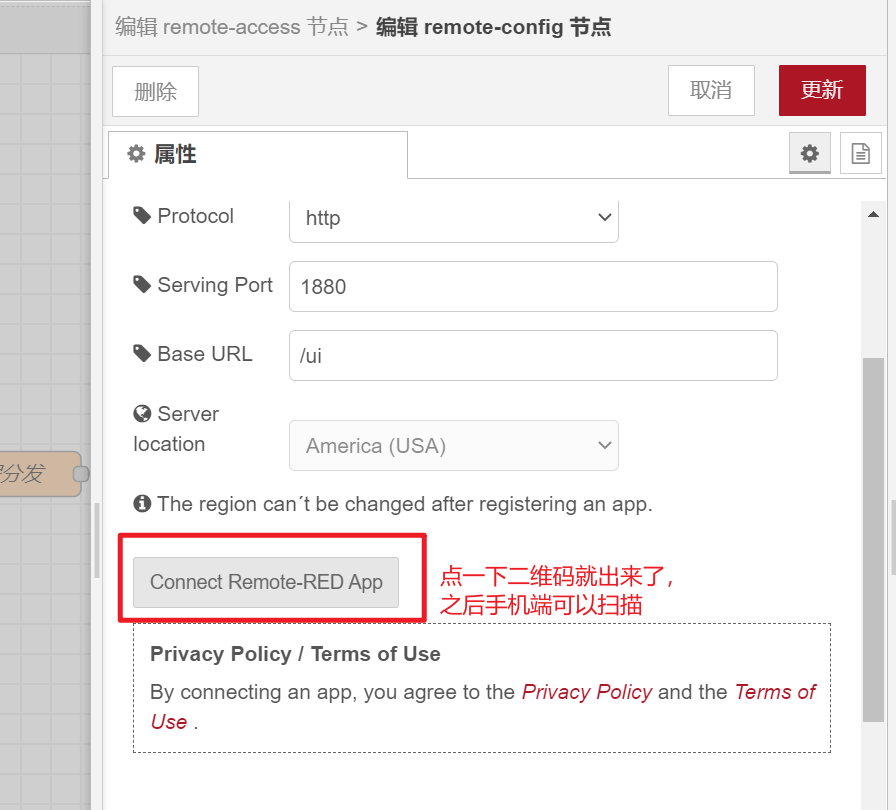 编辑 remote-access 节点 > 编辑 remote-config 节点
删除
取消
更新
属性
Protocol
http
Serving Port
1880
Base URL
/ui
Server
location
America (USA)
分发
The region can´t be changed after registering an app.
Connect Remote-RED App
点一下二维码就出来了，
之后手机端可以扫描
Privacy Policy / Terms of Use
By connecting an app, you agree to the Privacy Policy and the Terms of
Use .